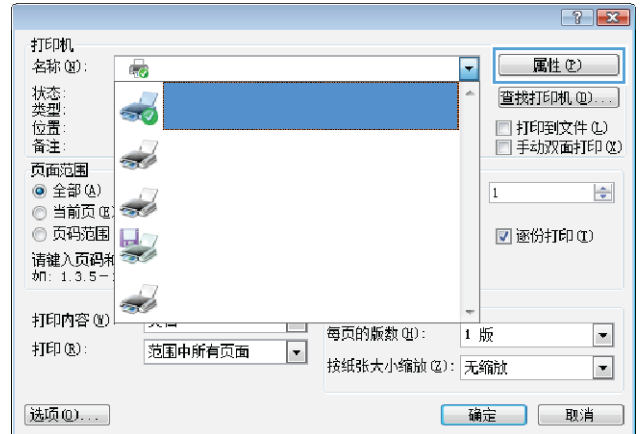 打印机
名称(N):
属性(P)
状态:
查找打印机(D)...
类型:
位置:
打印到文件(L)
备注:
手动双面打印(X)
页面范围
全部(A)
1
当前页(E)
页码范围
逐份打印(T)
请键入页码和
如: 1.3.5-
打印内容(W)
每页的版数(H):
1 版
打印(R):
范围中所有页面
按纸张大小缩放(Z):
无缩放
选项(O)...
确定
取消